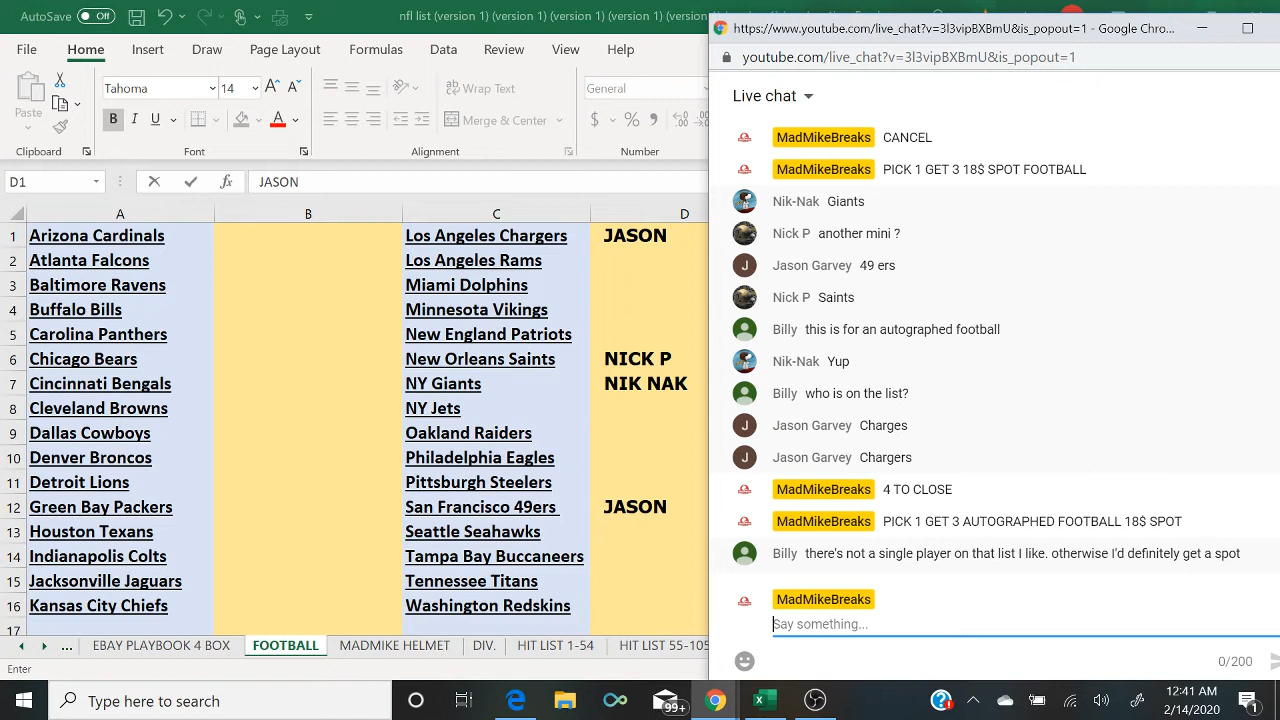 AutoSave Off
nfl list (version 1) (version 1) (version 1) (version 1) (version 1)
File Home Insert Draw Page Layout Formulas Data Review View Help
Paste
Tahoma 14
B I U
Wrap Text
Merge & Center
General
$ % 9
Clipboard Font Alignment Number
D1 fx JASON
A B C D
1 Arizona Cardinals Los Angeles Chargers JASON
2 Atlanta Falcons Los Angeles Rams
3 Baltimore Ravens Miami Dolphins
4 Buffalo Bills Minnesota Vikings
5 Carolina Panthers New England Patriots
6 Chicago Bears New Orleans Saints NICK P
7 Cincinnati Bengals NY Giants NIK NAK
8 Cleveland Browns NY Jets
9 Dallas Cowboys Oakland Raiders
10 Denver Broncos Philadelphia Eagles
11 Detroit Lions Pittsburgh Steelers
12 Green Bay Packers San Francisco 49ers JASON
13 Houston Texans Seattle Seahawks
14 Indianapolis Colts Tampa Bay Buccaneers
15 Jacksonville Jaguars Tennessee Titans
16 Kansas City Chiefs Washington Redskins
17
... EBAY PLAYBOOK 4 BOX FOOTBALL MADMIKE HELMET DIV. HIT LIST 1-54 HIT LIST 55-105
Enter
https://www.youtube.com/live_chat?v=3l3vipBXBmU&is_popout=1 - Google Chro...
youtube.com/live_chat?v=3l3vipBXBmU&is_popout=1
Live chat
MadMikeBreaks CANCEL
MadMikeBreaks PICK 1 GET 3 18$ SPOT FOOTBALL
Nik-Nak Giants
Nick P another mini ?
J Jason Garvey 49 ers
Nick P Saints
Billy this is for an autographed football
Nik-Nak Yup
Billy who is on the list?
J Jason Garvey Charges
J Jason Garvey Chargers
MadMikeBreaks 4 TO CLOSE
MadMikeBreaks PICK 1 GET 3 AUTOGRAPHED FOOTBALL 18$ SPOT
Billy there's not a single player on that list I like. otherwise I'd definitely get a spot
MadMikeBreaks
Say something...
0/200
Type here to search
99+
12:41 AM
2/14/2020
1